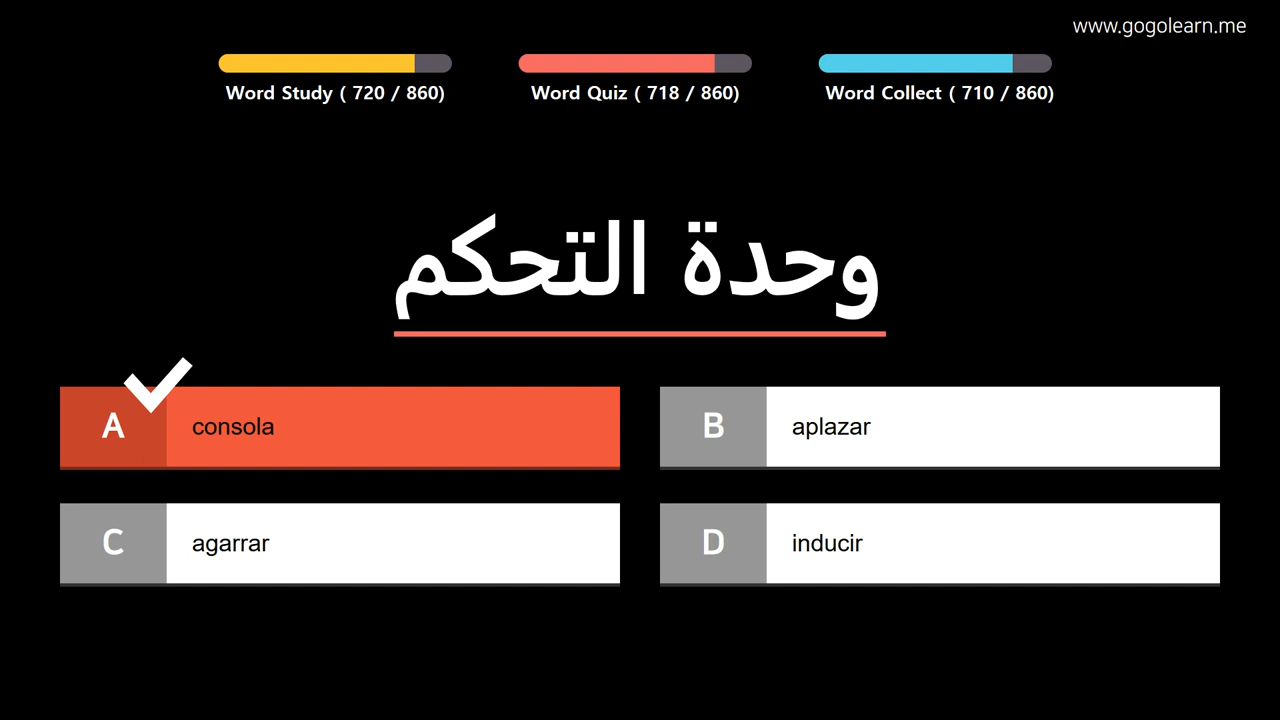 www.gogolearn.me
Word Study ( 720 / 860)
Word Quiz ( 718 / 860)
Word Collect ( 710 / 860)
وحدة التحكم
A consola
B aplazar
C agarrar
D inducir